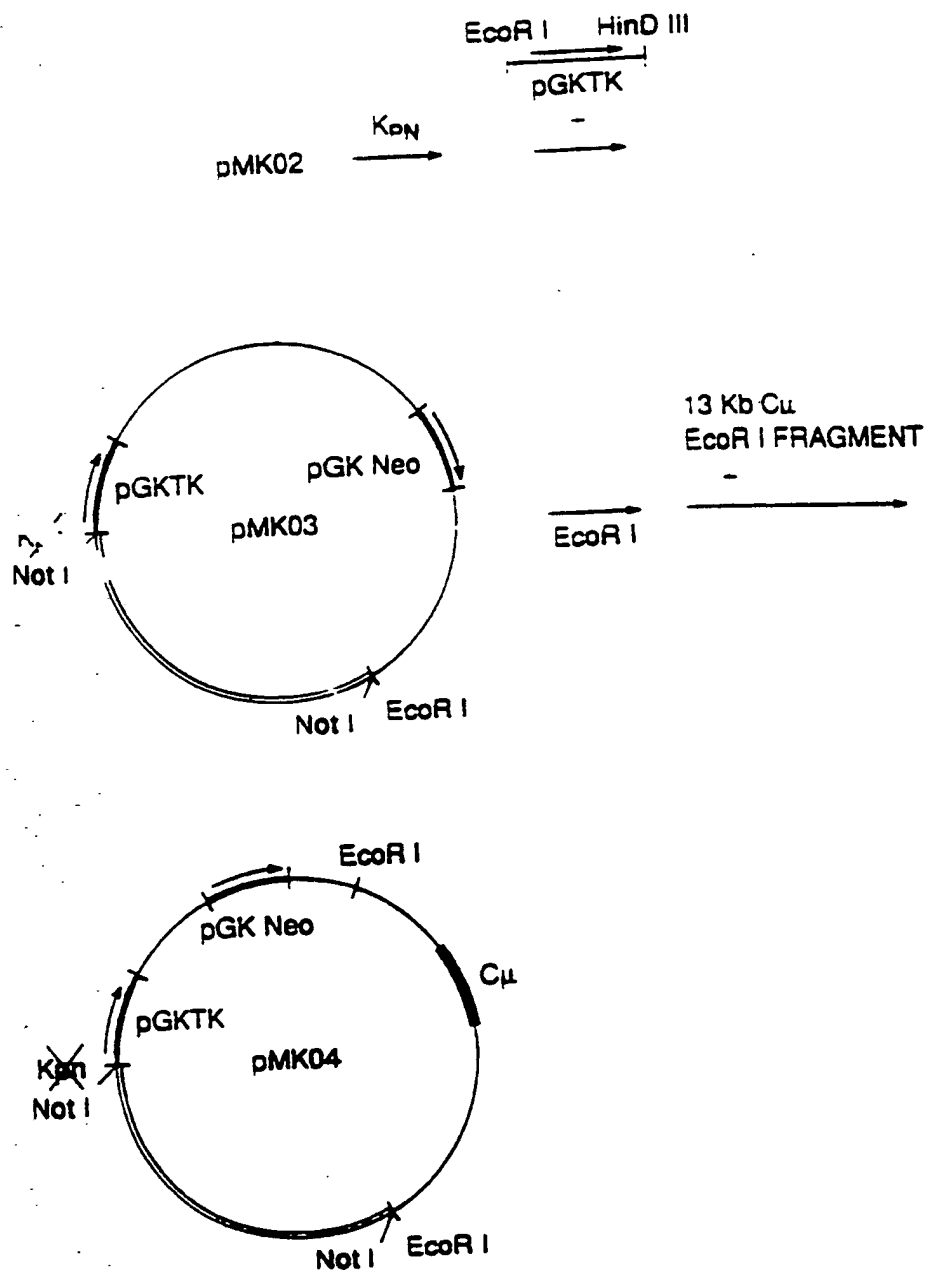 EcoR I HinD III
pGKTK
pMK02
KPN
pGKTK
pGK Neo
pMK03
Not I
Not I
EcoR I
EcoR I
13 Kb Cμ
EcoR I FRAGMENT
EcoR I
pGK Neo
Cμ
pGKTK
Kpn
Not I
pMK04
Not I
EcoR I